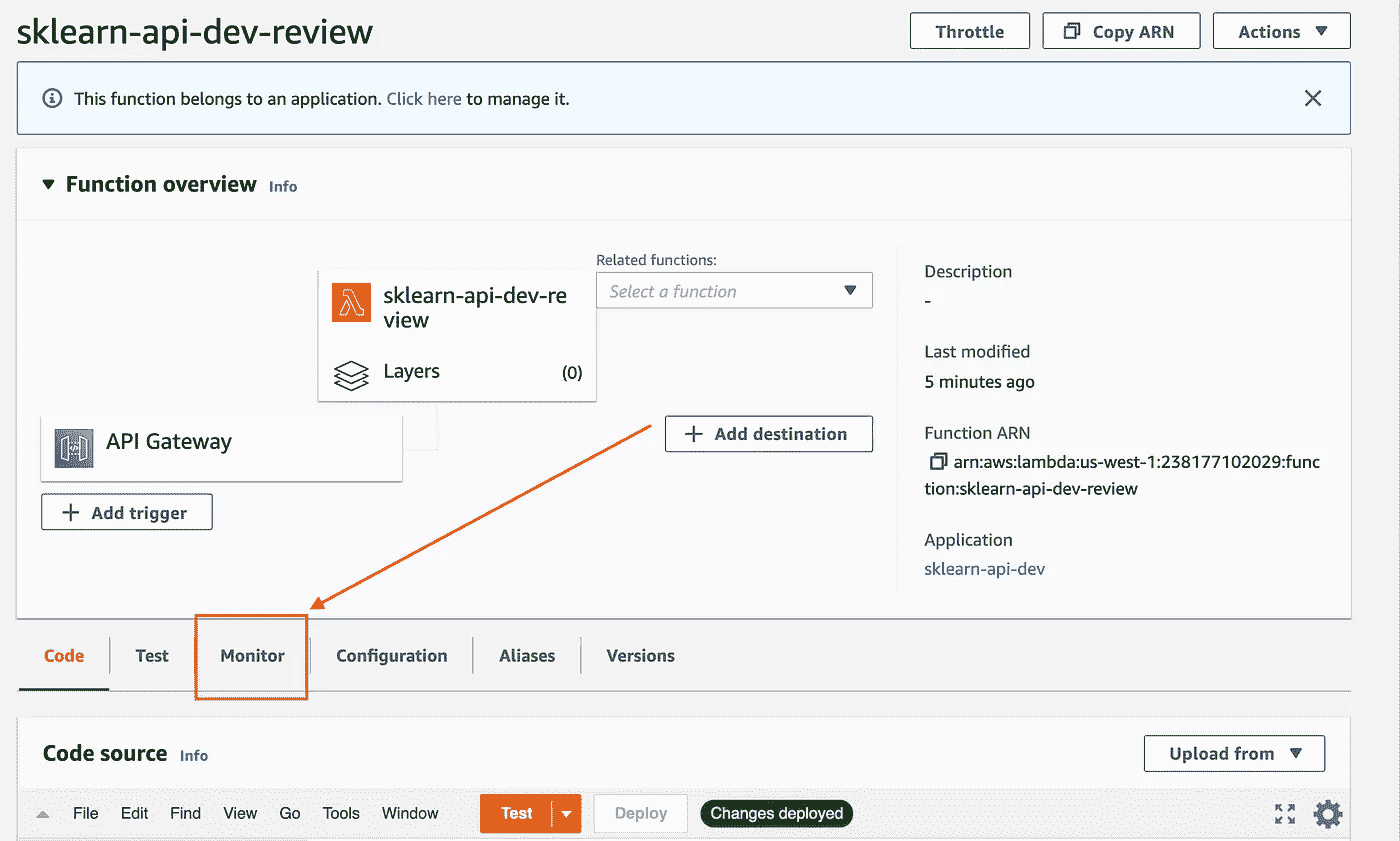 sklearn-api-dev-review
Throttle
Copy ARN
Actions
This function belongs to an application. Click here to manage it.
Function overview Info
Related functions:
Select a function
sklearn-api-dev-re
view
Layers (0)
API Gateway
Add destination
Add trigger
Description
-
Last modified
5 minutes ago
Function ARN
arn:aws:lambda:us-west-1:238177102029:func
tion:sklearn-api-dev-review
Application
sklearn-api-dev
Code Test Monitor Configuration Aliases Versions
Code source Info
Upload from
File Edit Find View Go Tools Window Test Deploy Changes deployed